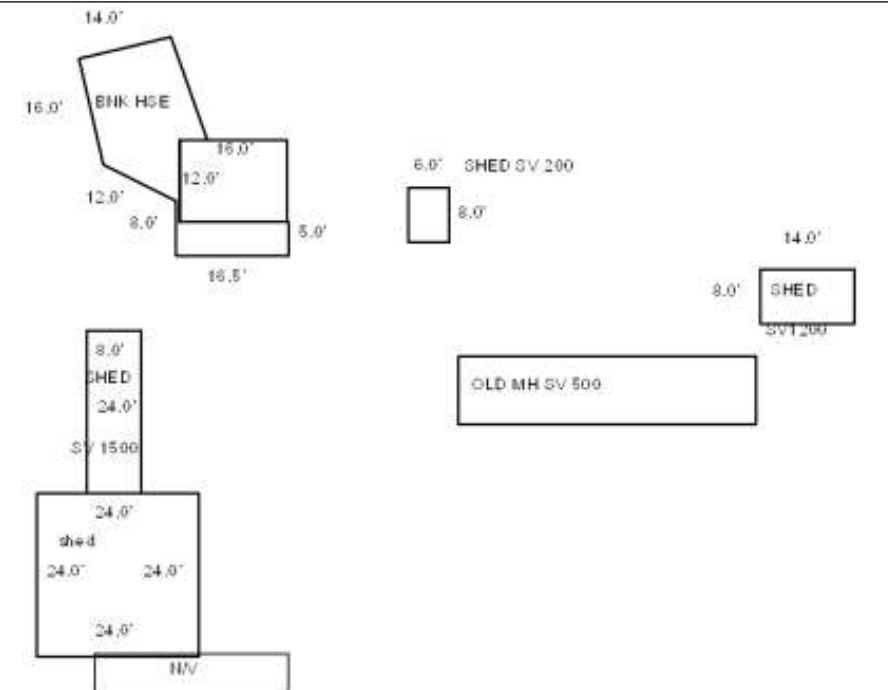 14.0'
16.0'
BNK HSE
16.0'
12.0'
12.0'
8.0'
5.0'
16.5'
6.0'
SHED SV 200
8.0'
14.0'
8.0'
SHED
SV1200
OLD MH SV 500
8.0'
SHED
24.0'
SV 1500
24.0'
shed
24.0'
24.0'
24.0'
N/V